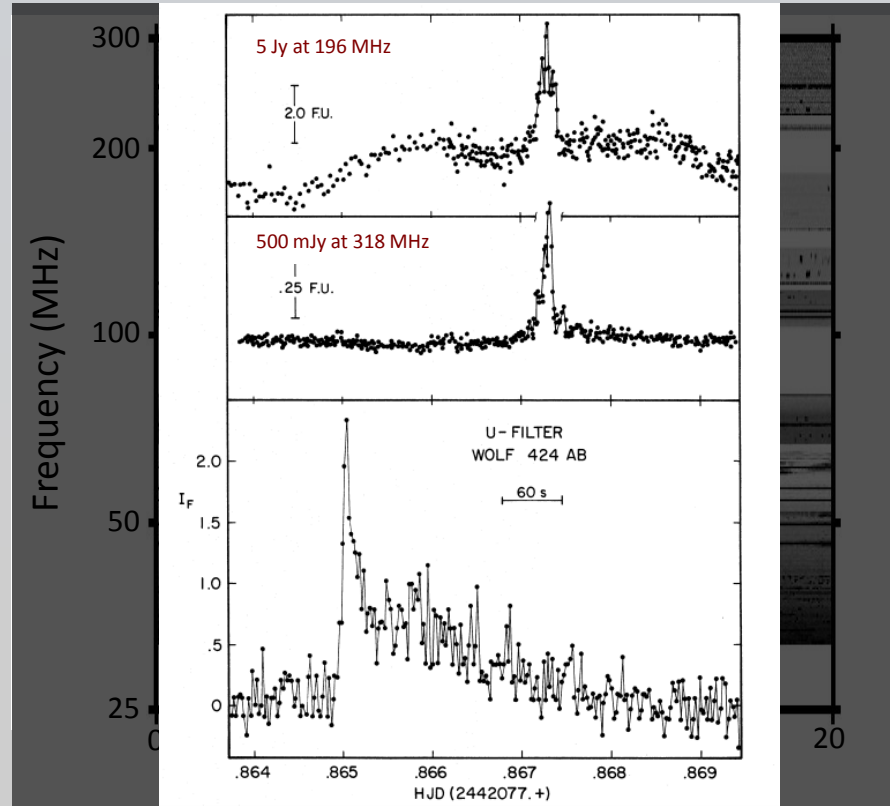 300
200
100
50
25
Frequency (MHz)
0
20
5 Jy at 196 MHz
2.0 F.U.
500 mJy at 318 MHz
.25 F.U.
U-FILTER
WOLF 424 AB
60 s
I_F
2.0
1.5
1.0
.5
0
.864 .865 .866 .867 .868 .869
HJD (2442077.+)